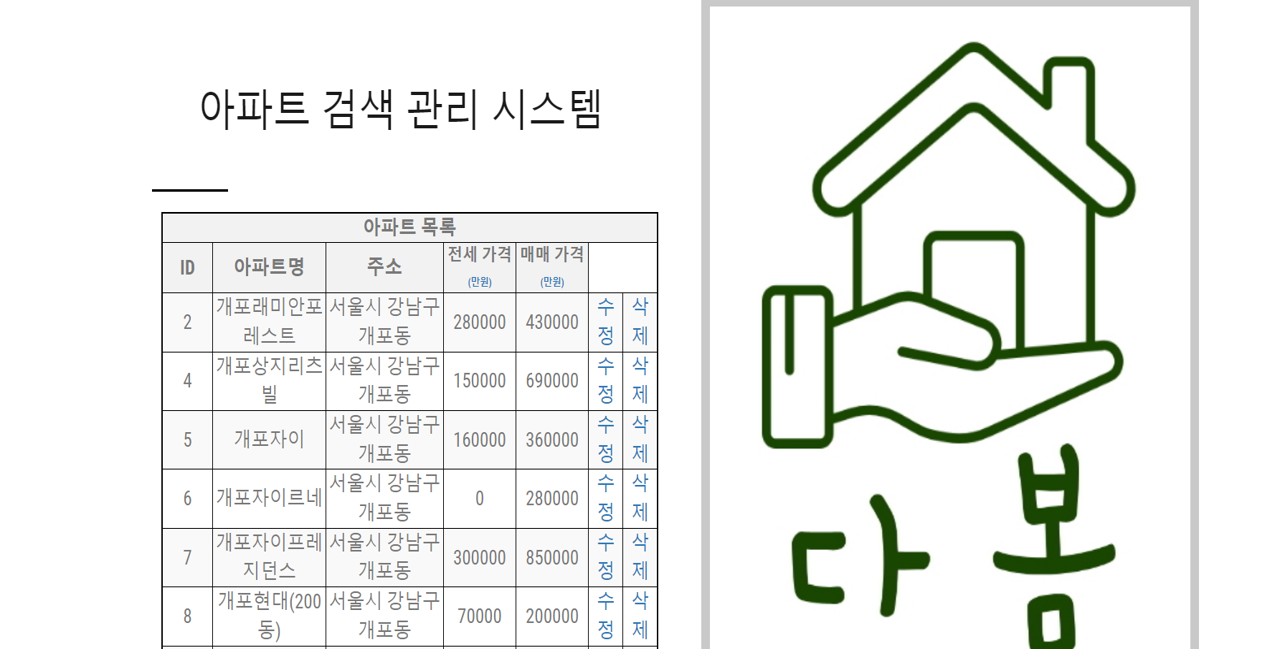 아파트 검색 관리 시스템
아파트 목록
ID 아파트명 주소 전세 가격 매매 가격
(만원) (만원)
2 개포래미안포 서울시 강남구 280000 430000 수 삭
레스트 개포동 정 제
4 개포상지리츠 서울시 강남구 150000 690000 수 삭
빌 개포동 정 제
5 개포자이 서울시 강남구 160000 360000 수 삭
개포동 정 제
6 개포자이르네 서울시 강남구 0 280000 수 삭
개포동 정 제
7 개포자이프레 서울시 강남구 300000 850000 수 삭
지던스 개포동 정 제
8 개포현대(200 서울시 강남구 70000 200000 수 삭
동) 개포동 정 제
다봄